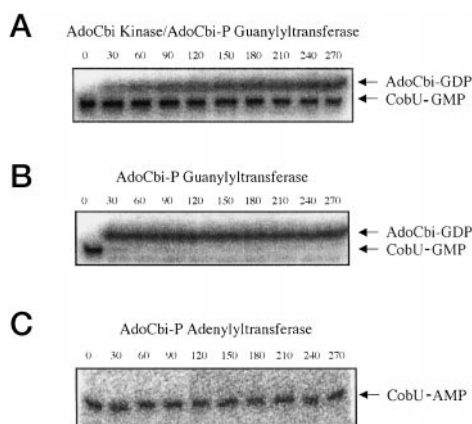 A
AdoCbi Kinase/AdoCbi-P Guanylyltransferase
0 30 60 90 120 150 180 210 240 270
AdoCbi-GDP
CobU-GMP
B
AdoCbi-P Guanylyltransferase
0 30 60 90 120 150 180 210 240 270
AdoCbi-GDP
CobU-GMP
C
AdoCbi-P Adenylyltransferase
0 30 60 90 120 150 180 210 240 270
CobU-AMP